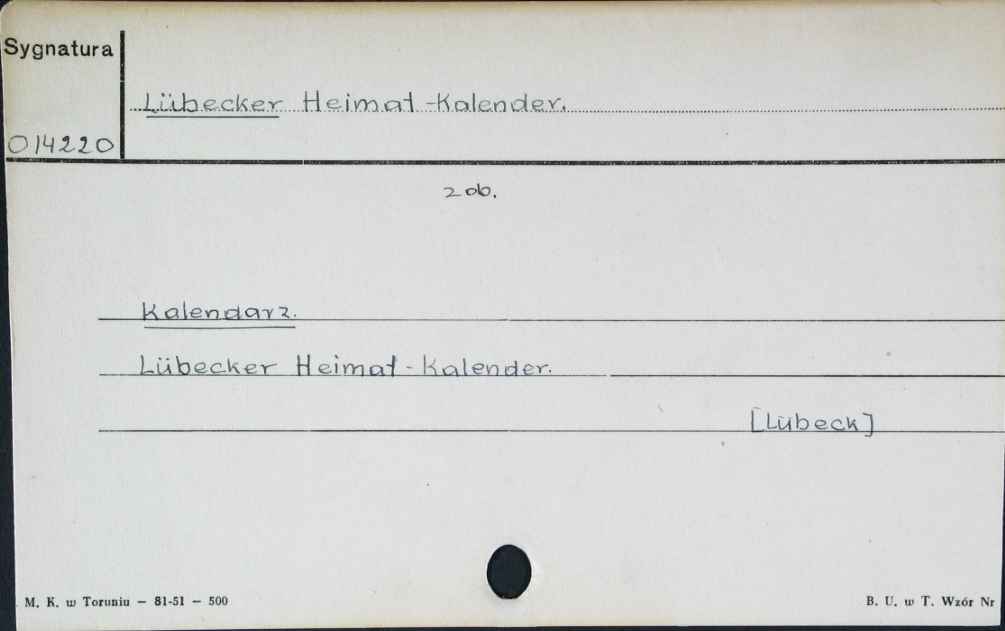 Sygnatura
Lübecker Heimat-Kalender.
014220
2 ob.
Kalendarz.
Lübecker Heimat-Kalender.
[Lübeck]
M. K. w Toruniu — 81-51 — 500
B. U. w T. Wzór Nr